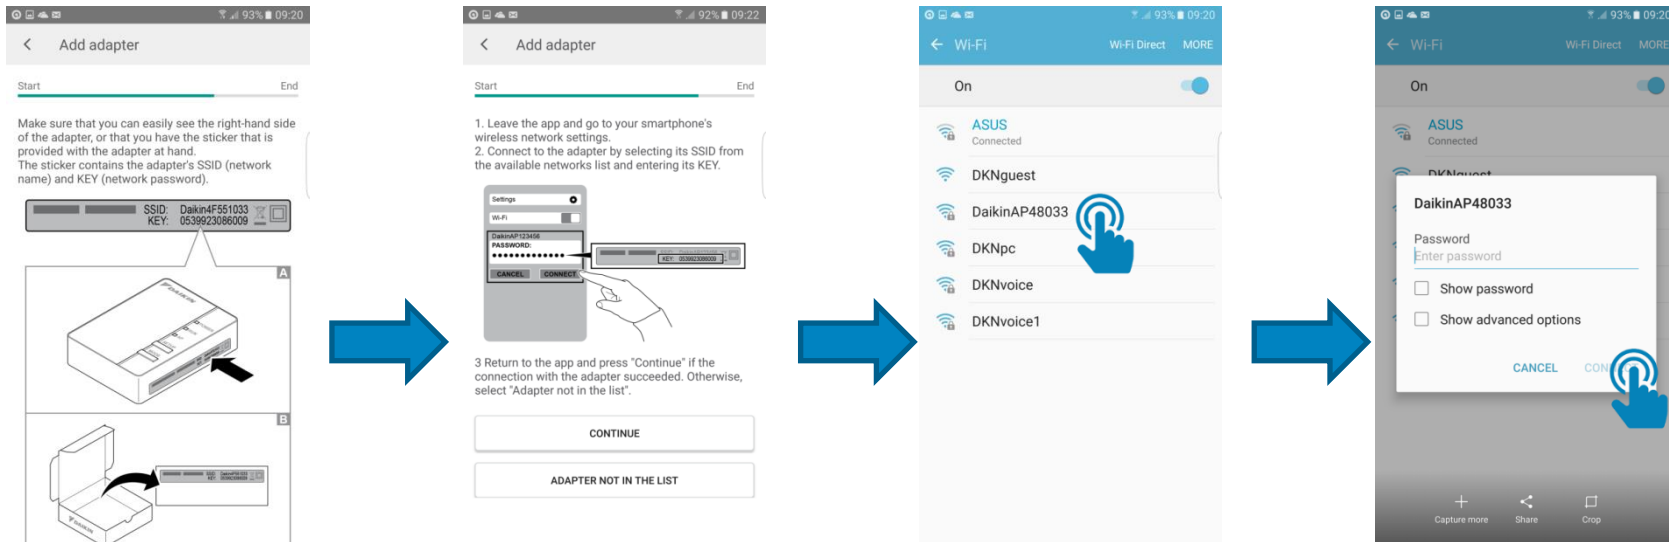 93% 09:20
Add adapter
Start End
Make sure that you can easily see the right-hand side
of the adapter, or that you have the sticker that is
provided with the adapter at hand.
The sticker contains the adapter's SSID (network
name) and KEY (network password).
SSID: Daikin4F551033
KEY: 0539923086009
A
DAIKIN
B
DAIKIN
92% 09:22
Add adapter
Start End
1. Leave the app and go to your smartphone's
wireless network settings.
2. Connect to the adapter by selecting its SSID from
the available networks list and entering its KEY.
Settings
Wi-Fi
DaikinAP123456
PASSWORD:
KEY: 0539923086009
CANCEL CONNECT
3 Return to the app and press "Continue" if the
connection with the adapter succeeded. Otherwise,
select "Adapter not in the list".
CONTINUE
ADAPTER NOT IN THE LIST
93% 09:20
Wi-Fi Wi-Fi Direct MORE
On
ASUS
Connected
DKNguest
DaikinAP48033
DKNpc
DKNvoice
DKNvoice1
93% 09:20
Wi-Fi Wi-Fi Direct MORE
On
ASUS
Connected
DKNguest
DaikinAP48033
Password
Enter password
Show password
Show advanced options
CANCEL
Capture more Share Crop